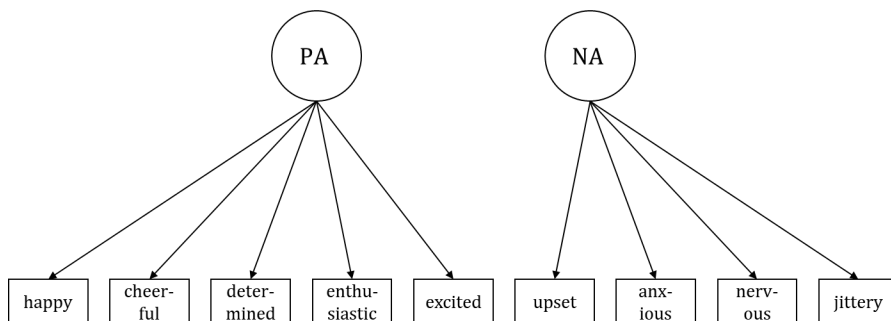 PA
NA
happy
cheer-
ful
deter-
mined
enthu-
siastic
excited
upset
anx-
ious
nerv-
ous
jittery